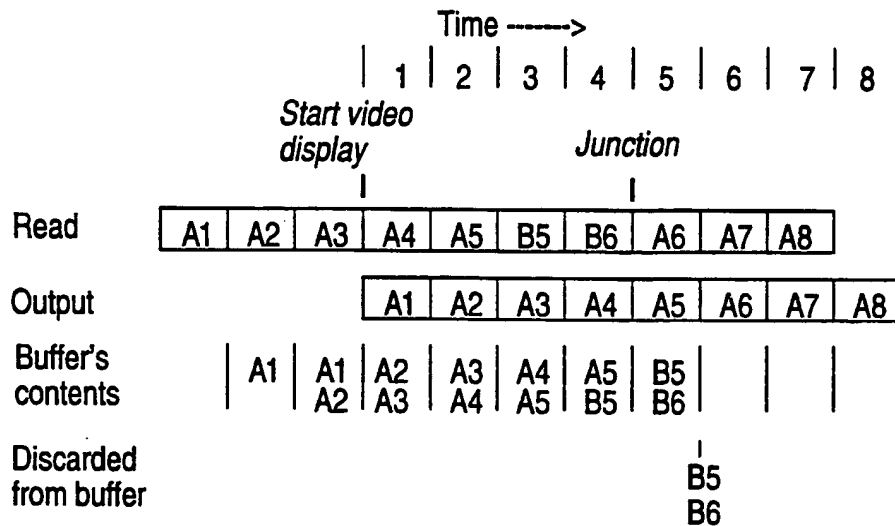 Time ------>
1 2 3 4 5 6 7 8
Start video
display
Junction
Read A1 A2 A3 A4 A5 B5 B6 A6 A7 A8
Output A1 A2 A3 A4 A5 A6 A7 A8
Buffer's
contents
A1 A1 A2 A3 A4 A5 B5
A2 A3 A4 A5 B5 B6
Discarded
from buffer
B5
B6